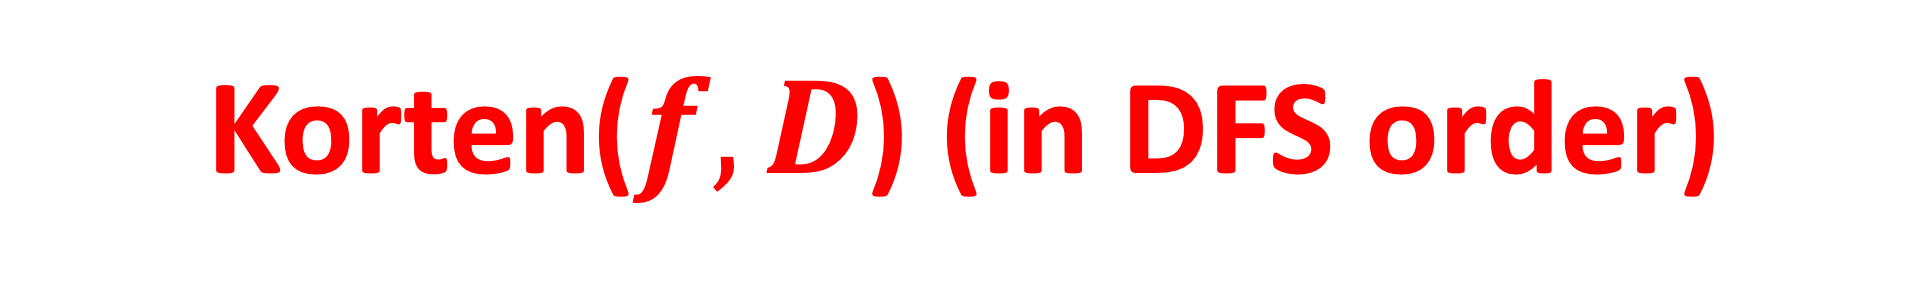 Korten(𝒇, 𝑫) (in DFS order)